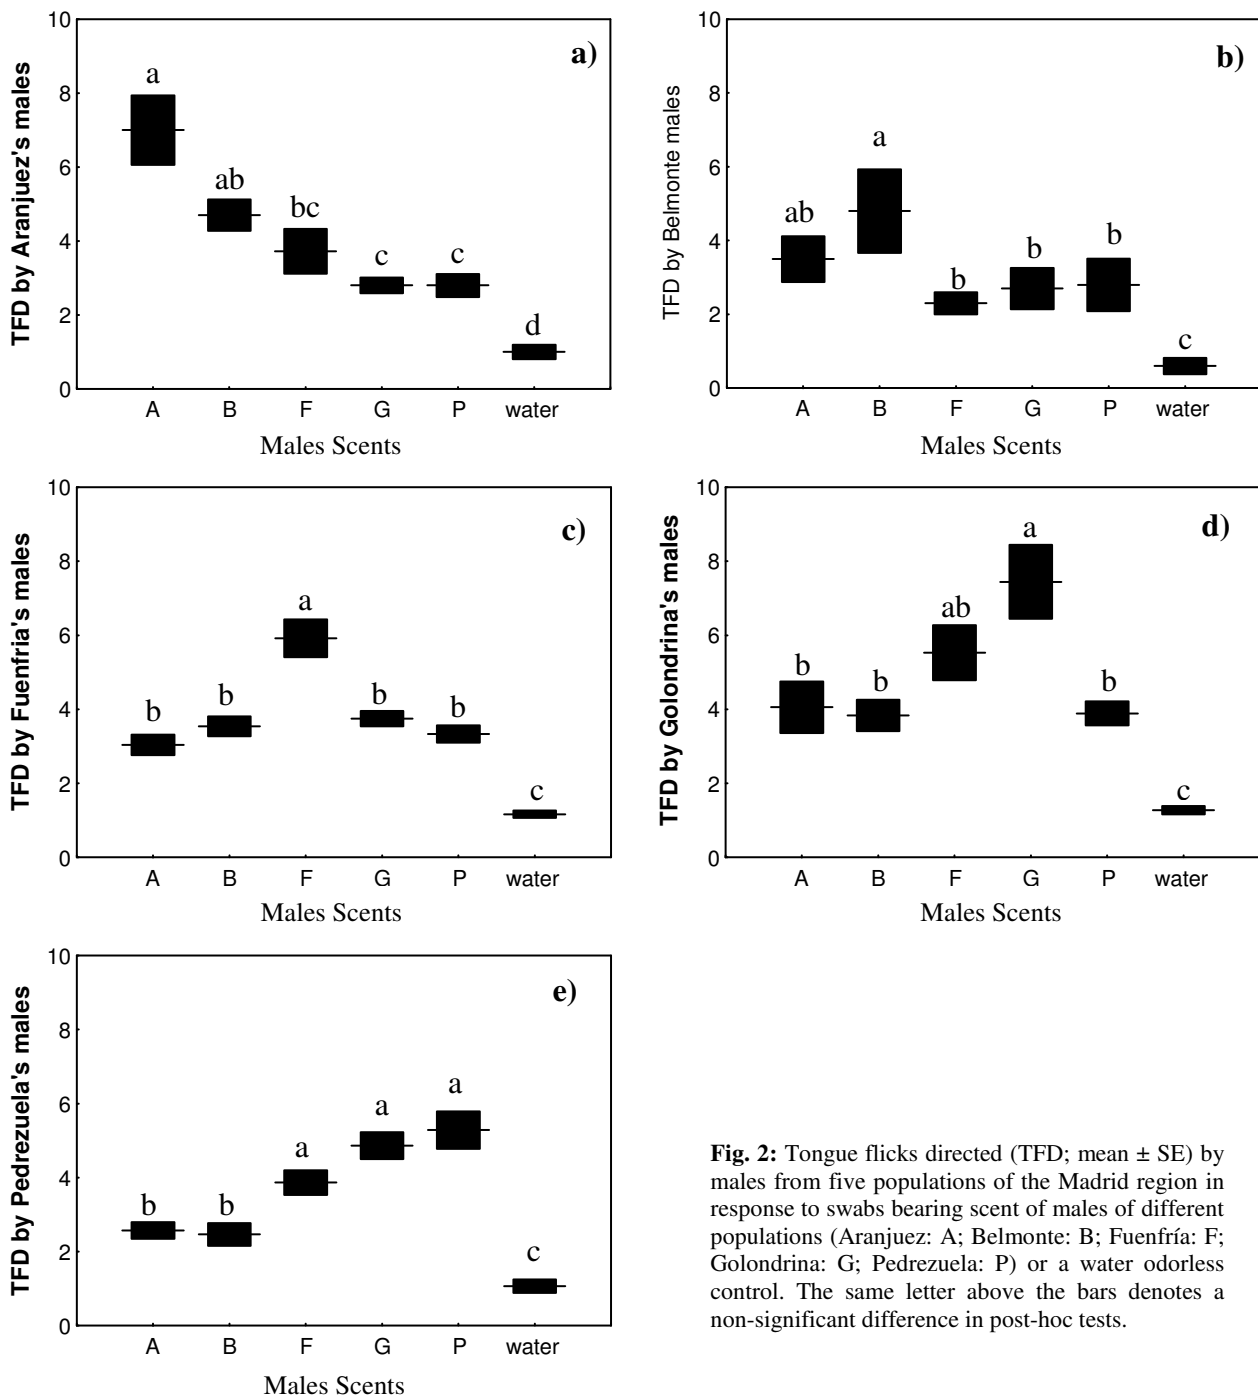 a)
TFD by Aranjuez's males
10
8
6
4
2
0
a
ab
bc
c
c
d
A B F G P water
Males Scents
b)
TFD by Belmonte males
10
8
6
4
2
0
ab
a
b
b
b
c
A B F G P water
Males Scents
c)
TFD by Fuenfria's males
10
8
6
4
2
0
b
b
a
b
b
c
A B F G P water
Males Scents
d)
TFD by Golondrina's males
10
8
6
4
2
0
b
b
ab
a
b
c
A B F G P water
Males Scents
e)
TFD by Pedrezuela's males
10
8
6
4
2
0
b
b
a
a
a
c
A B F G P water
Males Scents
Fig. 2: Tongue flicks directed (TFD; mean ± SE) by
males from five populations of the Madrid region in
response to swabs bearing scent of males of different
populations (Aranjuez: A; Belmonte: B; Fuenfría: F;
Golondrina: G; Pedrezuela: P) or a water odorless
control. The same letter above the bars denotes a
non-significant difference in post-hoc tests.